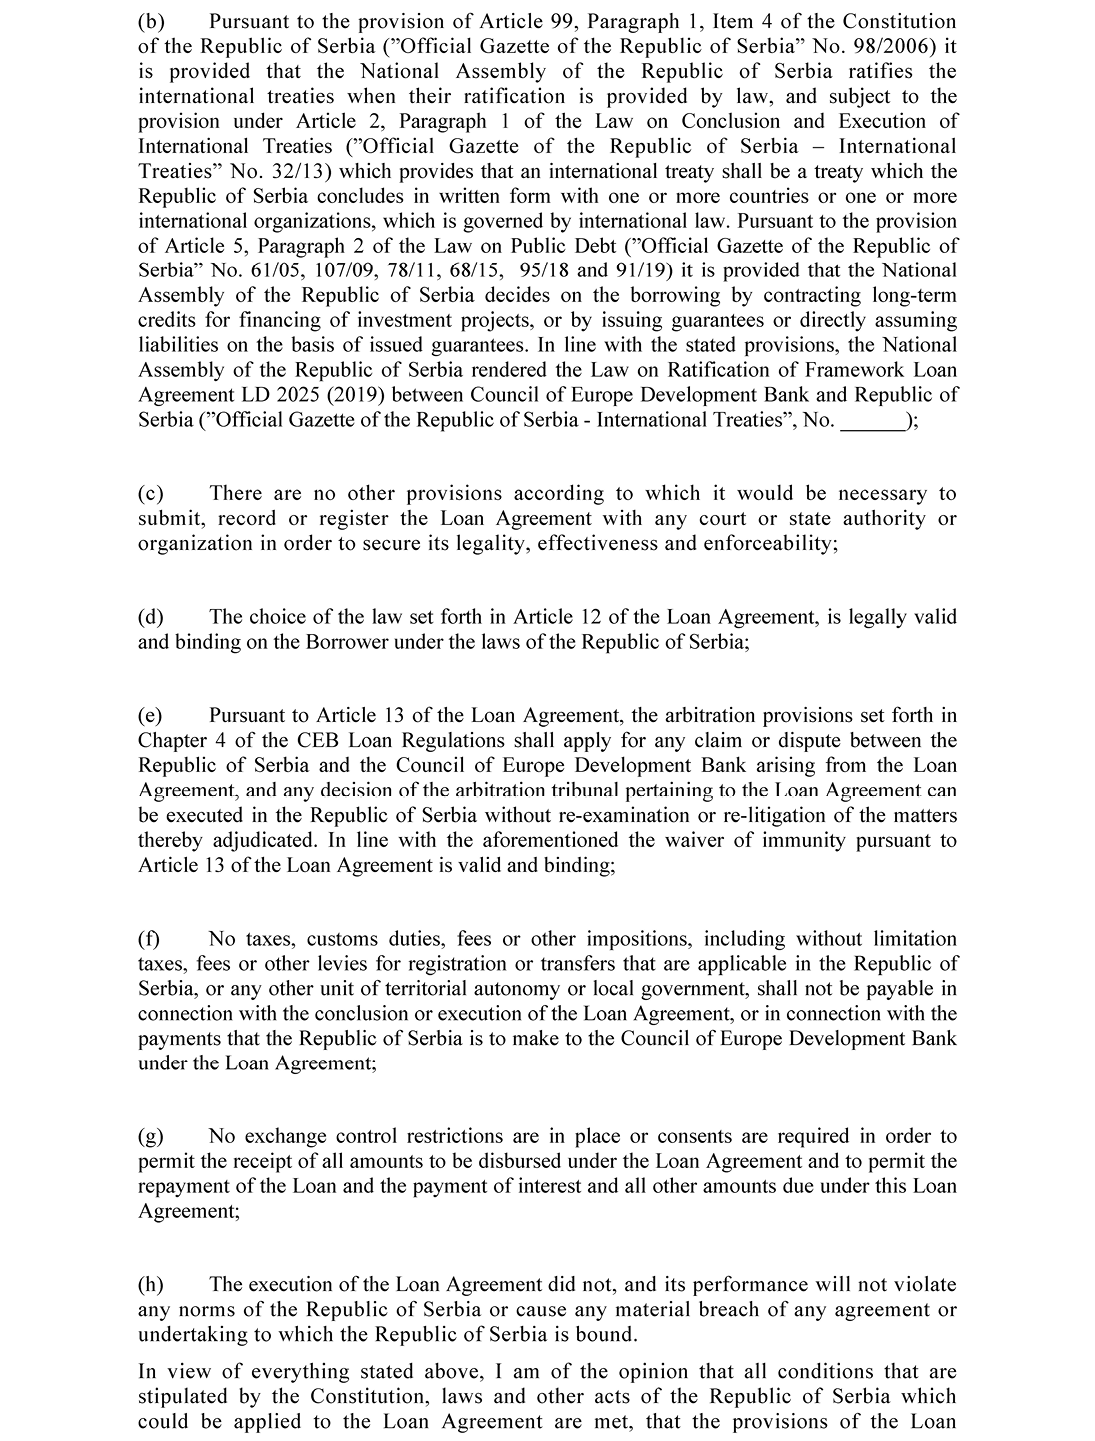 (b) Pursuant to the provision of Article 99, Paragraph 1, Item 4 of the Constitution
of the Republic of Serbia (”Official Gazette of the Republic of Serbia” No. 98/2006) it
is provided that the National Assembly of the Republic of Serbia ratifies the
international treaties when their ratification is provided by law, and subject to the
provision under Article 2, Paragraph 1 of the Law on Conclusion and Execution of
International Treaties (”Official Gazette of the Republic of Serbia – International
Treaties” No. 32/13) which provides that an international treaty shall be a treaty which the
Republic of Serbia concludes in written form with one or more countries or one or more
international organizations, which is governed by international law. Pursuant to the provision
of Article 5, Paragraph 2 of the Law on Public Debt (”Official Gazette of the Republic of
Serbia” No. 61/05, 107/09, 78/11, 68/15, 95/18 and 91/19) it is provided that the National
Assembly of the Republic of Serbia decides on the borrowing by contracting long-term
credits for financing of investment projects, or by issuing guarantees or directly assuming
liabilities on the basis of issued guarantees. In line with the stated provisions, the National
Assembly of the Republic of Serbia rendered the Law on Ratification of Framework Loan
Agreement LD 2025 (2019) between Council of Europe Development Bank and Republic of
Serbia (”Official Gazette of the Republic of Serbia - International Treaties”, No. ______);
(c) There are no other provisions according to which it would be necessary to
submit, record or register the Loan Agreement with any court or state authority or
organization in order to secure its legality, effectiveness and enforceability;
(d) The choice of the law set forth in Article 12 of the Loan Agreement, is legally valid
and binding on the Borrower under the laws of the Republic of Serbia;
(e) Pursuant to Article 13 of the Loan Agreement, the arbitration provisions set forth in
Chapter 4 of the CEB Loan Regulations shall apply for any claim or dispute between the
Republic of Serbia and the Council of Europe Development Bank arising from the Loan
Agreement, and any decision of the arbitration tribunal pertaining to the Loan Agreement can
be executed in the Republic of Serbia without re-examination or re-litigation of the matters
thereby adjudicated. In line with the aforementioned the waiver of immunity pursuant to
Article 13 of the Loan Agreement is valid and binding;
(f) No taxes, customs duties, fees or other impositions, including without limitation
taxes, fees or other levies for registration or transfers that are applicable in the Republic of
Serbia, or any other unit of territorial autonomy or local government, shall not be payable in
connection with the conclusion or execution of the Loan Agreement, or in connection with the
payments that the Republic of Serbia is to make to the Council of Europe Development Bank
under the Loan Agreement;
(g) No exchange control restrictions are in place or consents are required in order to
permit the receipt of all amounts to be disbursed under the Loan Agreement and to permit the
repayment of the Loan and the payment of interest and all other amounts due under this Loan
Agreement;
(h) The execution of the Loan Agreement did not, and its performance will not violate
any norms of the Republic of Serbia or cause any material breach of any agreement or
undertaking to which the Republic of Serbia is bound.
In view of everything stated above, I am of the opinion that all conditions that are
stipulated by the Constitution, laws and other acts of the Republic of Serbia which
could be applied to the Loan Agreement are met, that the provisions of the Loan